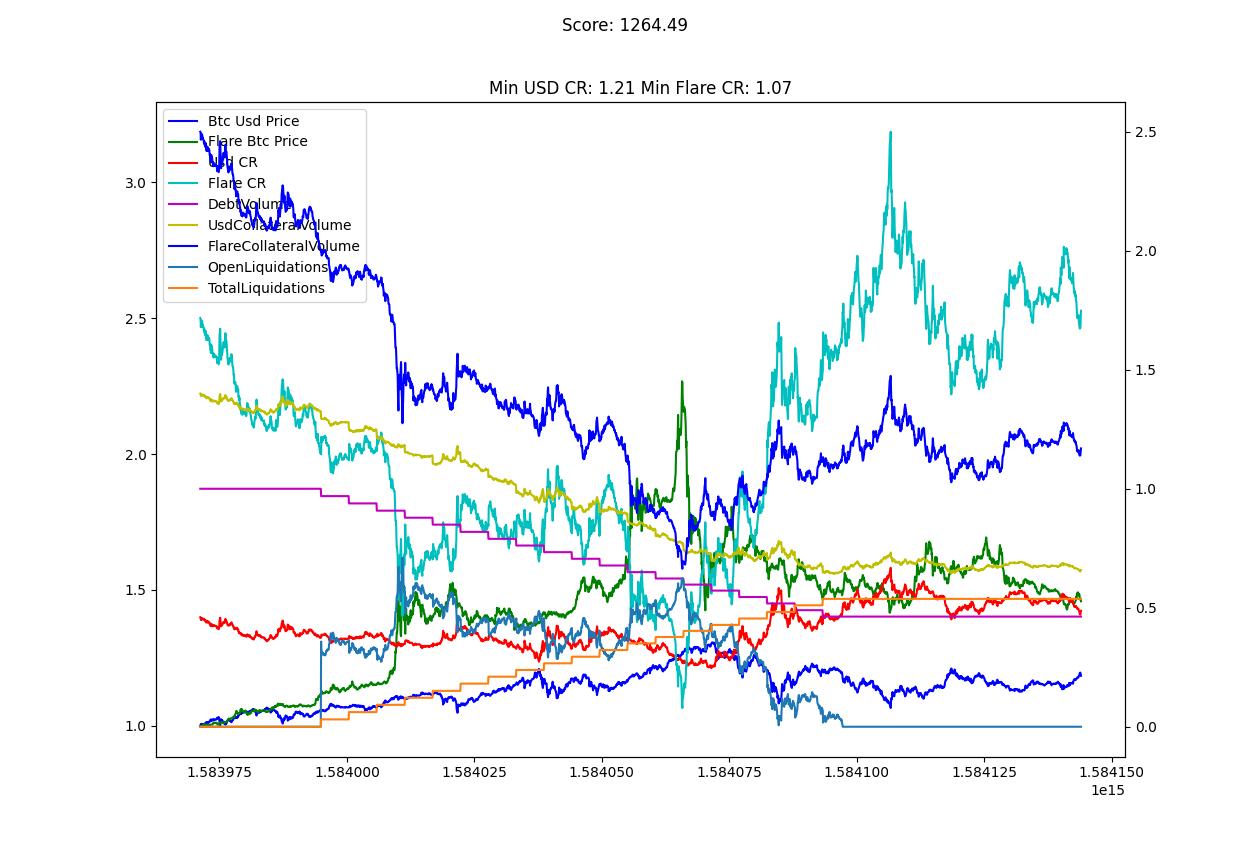 Score: 1264.49
Min USD CR: 1.21 Min Flare CR: 1.07
Btc Usd Price
Flare Btc Price
Usd CR
Flare CR
DebtVolume
UsdCollateralVolume
FlareCollateralVolume
OpenLiquidations
TotalLiquidations
3.0
2.5
2.0
1.5
1.0
2.5
2.0
1.5
1.0
0.5
0.0
1.583975
1.584000
1.584025
1.584050
1.584075
1.584100
1.584125
1.584150
1e15